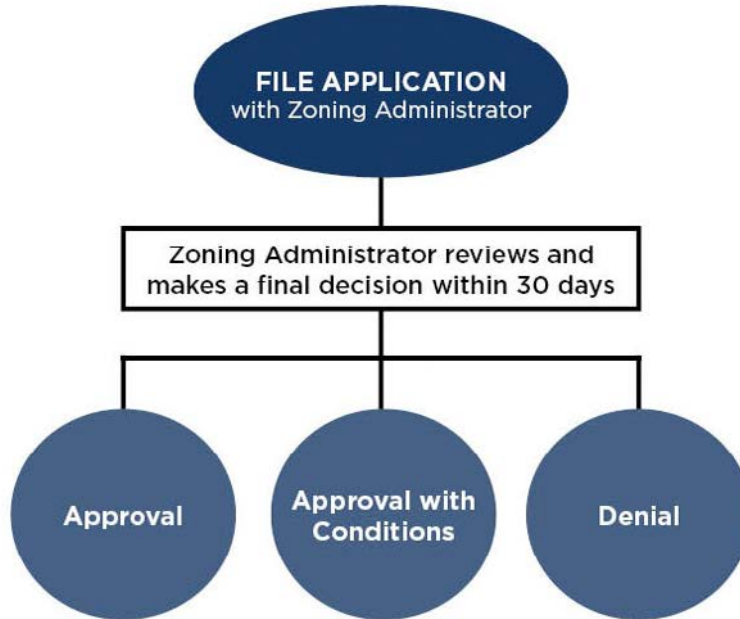 FILE APPLICATION
with Zoning Administrator
Zoning Administrator reviews and
makes a final decision within 30 days
Approval
Approval with
Conditions
Denial